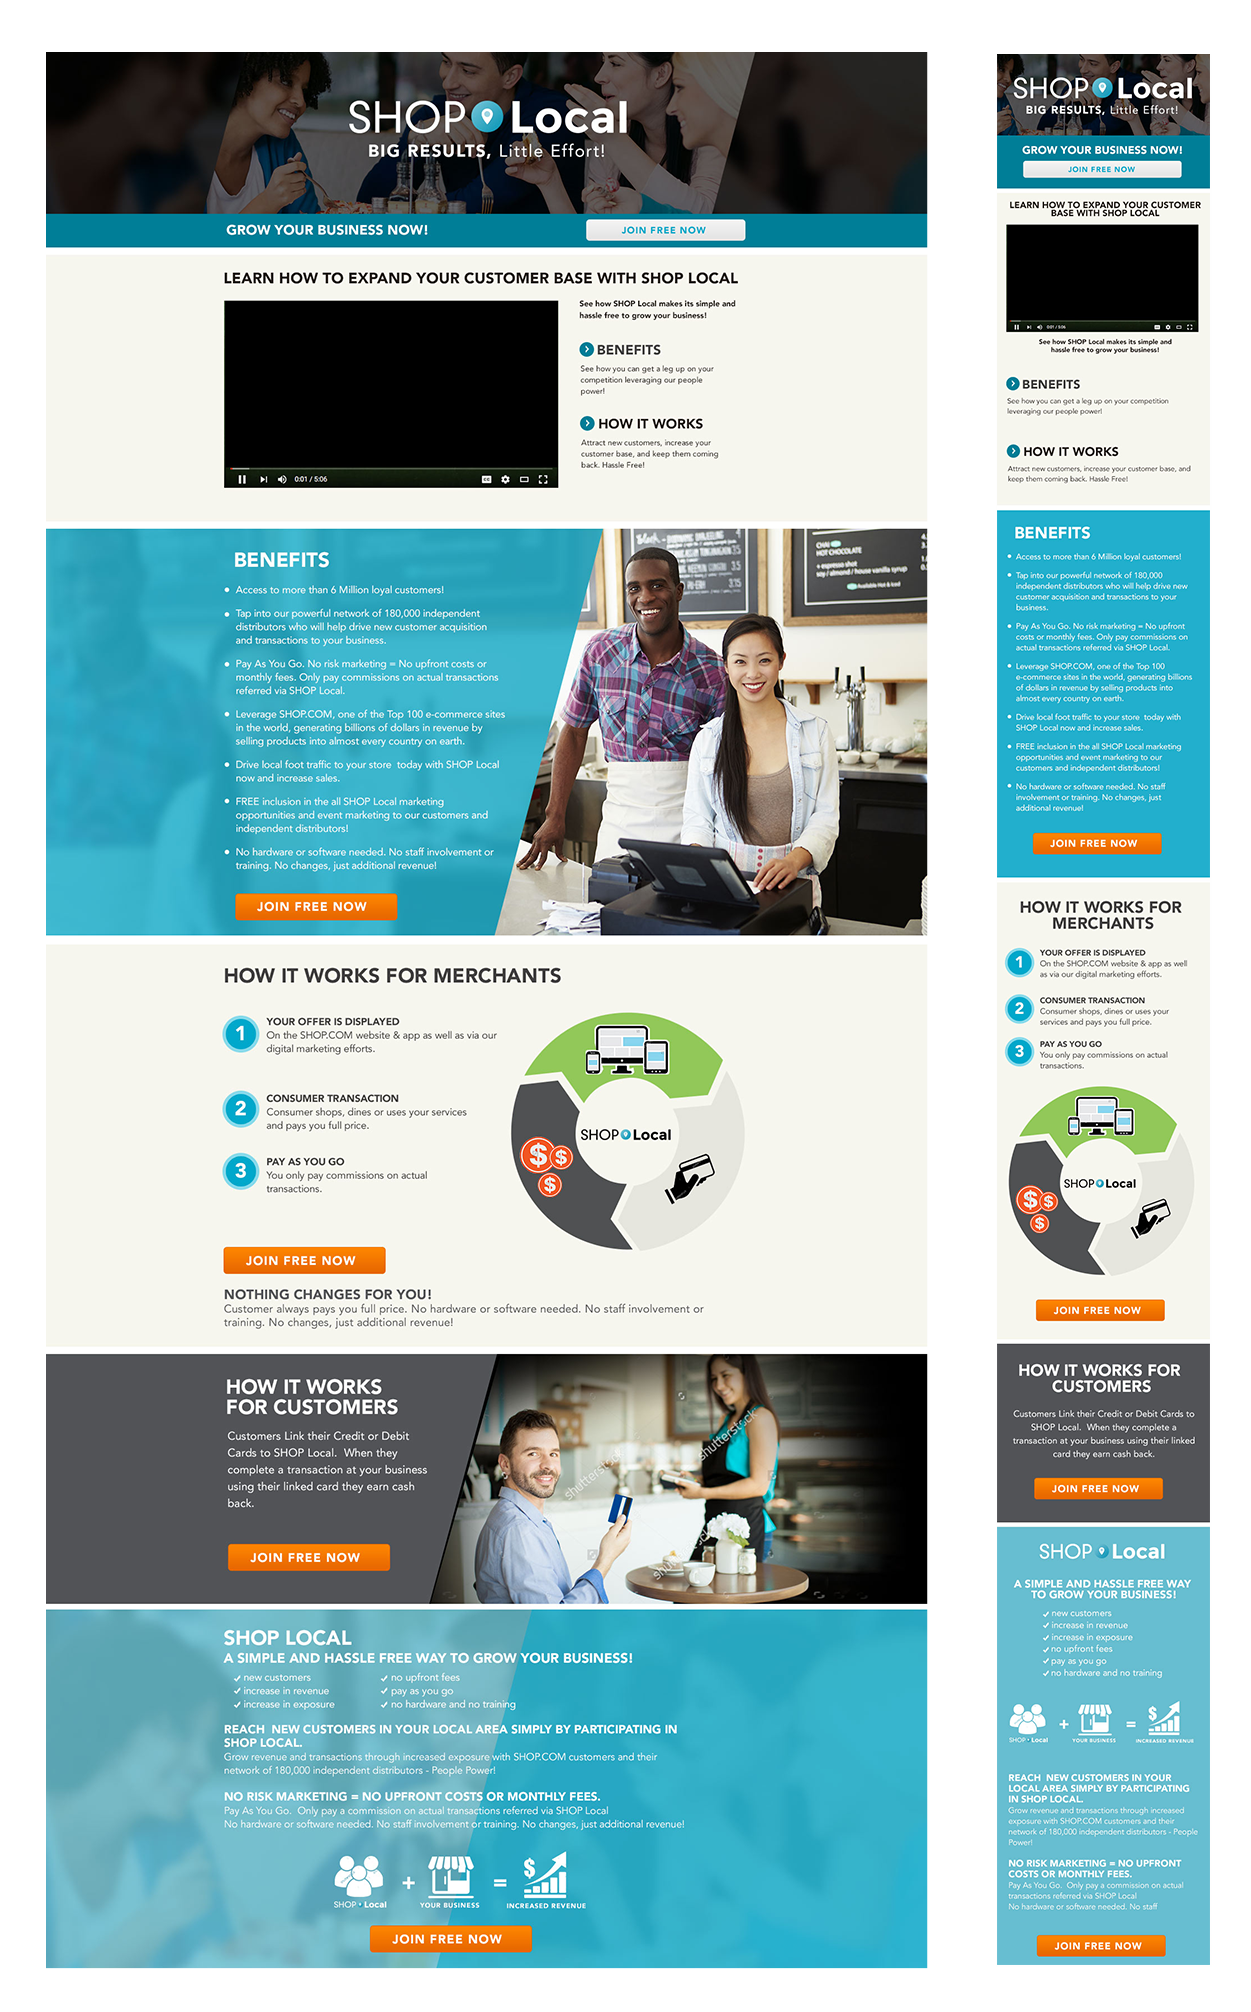 SHOP Local
BIG RESULTS, Little Effort!
GROW YOUR BUSINESS NOW!
JOIN FREE NOW
LEARN HOW TO EXPAND YOUR CUSTOMER BASE WITH SHOP LOCAL
0:01 / 5:06
CC
See how SHOP Local makes its simple and
hassle free to grow your business!
BENEFITS
See how you can get a leg up on your
competition leveraging our people
power!
HOW IT WORKS
Attract new customers, increase your
customer base, and keep them coming
back. Hassle Free!
BENEFITS
Access to more than 6 Million loyal customers!
Tap into our powerful network of 180,000 independent
distributors who will help drive new customer acquisition
and transactions to your business.
Pay As You Go. No risk marketing = No upfront costs or
monthly fees. Only pay commissions on actual transactions
referred via SHOP Local.
Leverage SHOP.COM, one of the Top 100 e-commerce sites
in the world, generating billions of dollars in revenue by
selling products into almost every country on earth.
Drive local foot traffic to your store today with SHOP Local
now and increase sales.
FREE inclusion in the all SHOP Local marketing
opportunities and event marketing to our customers and
independent distributors!
No hardware or software needed. No staff involvement or
training. No changes, just additional revenue!
JOIN FREE NOW
CHAI
HOT CHOCOLATE
+ espresso shot
soy / almond / house vanilla syrup
Available Hot & Iced
HOW IT WORKS FOR MERCHANTS
1
YOUR OFFER IS DISPLAYED
On the SHOP.COM website & app as well as via our
digital marketing efforts.
2
CONSUMER TRANSACTION
Consumer shops, dines or uses your services
and pays you full price.
3
PAY AS YOU GO
You only pay commissions on actual
transactions.
SHOP Local
$ $
$
JOIN FREE NOW
NOTHING CHANGES FOR YOU!
Customer always pays you full price. No hardware or software needed. No staff involvement or
training. No changes, just additional revenue!
HOW IT WORKS
FOR CUSTOMERS
Customers Link their Credit or Debit
Cards to SHOP Local. When they
complete a transaction at your business
using their linked card they earn cash
back.
JOIN FREE NOW
shutterstock
shutterstock
shutterstock
SHOP LOCAL
A SIMPLE AND HASSLE FREE WAY TO GROW YOUR BUSINESS!
new customers
increase in revenue
increase in exposure
no upfront fees
pay as you go
no hardware and no training
REACH NEW CUSTOMERS IN YOUR LOCAL AREA SIMPLY BY PARTICIPATING IN
SHOP LOCAL.
Grow revenue and transactions through increased exposure with SHOP.COM customers and their
network of 180,000 independent distributors - People Power!
NO RISK MARKETING = NO UPFRONT COSTS OR MONTHLY FEES.
Pay As You Go. Only pay a commission on actual transactions referred via SHOP Local
No hardware or software needed. No staff involvement or training. No changes, just additional revenue!
SHOP Local
+
YOUR BUSINESS
=
$
INCREASED REVENUE
JOIN FREE NOW
SHOP Local
BIG RESULTS, Little Effort!
GROW YOUR BUSINESS NOW!
JOIN FREE NOW
LEARN HOW TO EXPAND YOUR CUSTOMER
BASE WITH SHOP LOCAL
0:01 / 5:06
CC
See how SHOP Local makes its simple and
hassle free to grow your business!
BENEFITS
See how you can get a leg up on your competition
leveraging our people power!
HOW IT WORKS
Attract new customers, increase your customer base, and
keep them coming back. Hassle Free!
BENEFITS
Access to more than 6 Million loyal customers!
Tap into our powerful network of 180,000
independent distributors who will help drive new
customer acquisition and transactions to your
business.
Pay As You Go. No risk marketing = No upfront
costs or monthly fees. Only pay commissions on
actual transactions referred via SHOP Local.
Leverage SHOP.COM, one of the Top 100
e-commerce sites in the world, generating billions
of dollars in revenue by selling products into
almost every country on earth.
Drive local foot traffic to your store today with
SHOP Local now and increase sales.
FREE inclusion in the all SHOP Local marketing
opportunities and event marketing to our
customers and independent distributors!
No hardware or software needed. No staff
involvement or training. No changes, just
additional revenue!
JOIN FREE NOW
HOW IT WORKS FOR
MERCHANTS
1
YOUR OFFER IS DISPLAYED
On the SHOP.COM website & app as well
as via our digital marketing efforts.
2
CONSUMER TRANSACTION
Consumer shops, dines or uses your
services and pays you full price.
3
PAY AS YOU GO
You only pay commissions on actual
transactions.
SHOP Local
$ $
$
JOIN FREE NOW
HOW IT WORKS FOR
CUSTOMERS
Customers Link their Credit or Debit Cards to
SHOP Local. When they complete a
transaction at your business using their linked
card they earn cash back.
JOIN FREE NOW
SHOP Local
A SIMPLE AND HASSLE FREE WAY
TO GROW YOUR BUSINESS!
new customers
increase in revenue
increase in exposure
no upfront fees
pay as you go
no hardware and no training
SHOP Local
+
YOUR BUSINESS
=
$
INCREASED REVENUE
REACH NEW CUSTOMERS IN YOUR
LOCAL AREA SIMPLY BY PARTICIPATING
IN SHOP LOCAL.
Grow revenue and transactions through increased
exposure with SHOP.COM customers and their
network of 180,000 independent distributors - People
Power!
NO RISK MARKETING = NO UPFRONT
COSTS OR MONTHLY FEES.
Pay As You Go. Only pay a commission on actual
transactions referred via SHOP Local
No hardware or software needed. No staff
JOIN FREE NOW